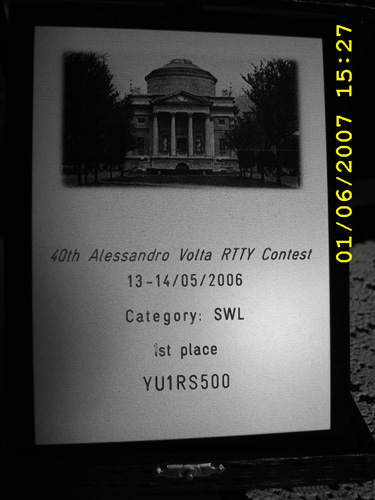 40th Alessandro Volta RTTY Contest
13-14/05/2006
Category: SWL
1st place
YU1RS500
01/06/2007 15:27